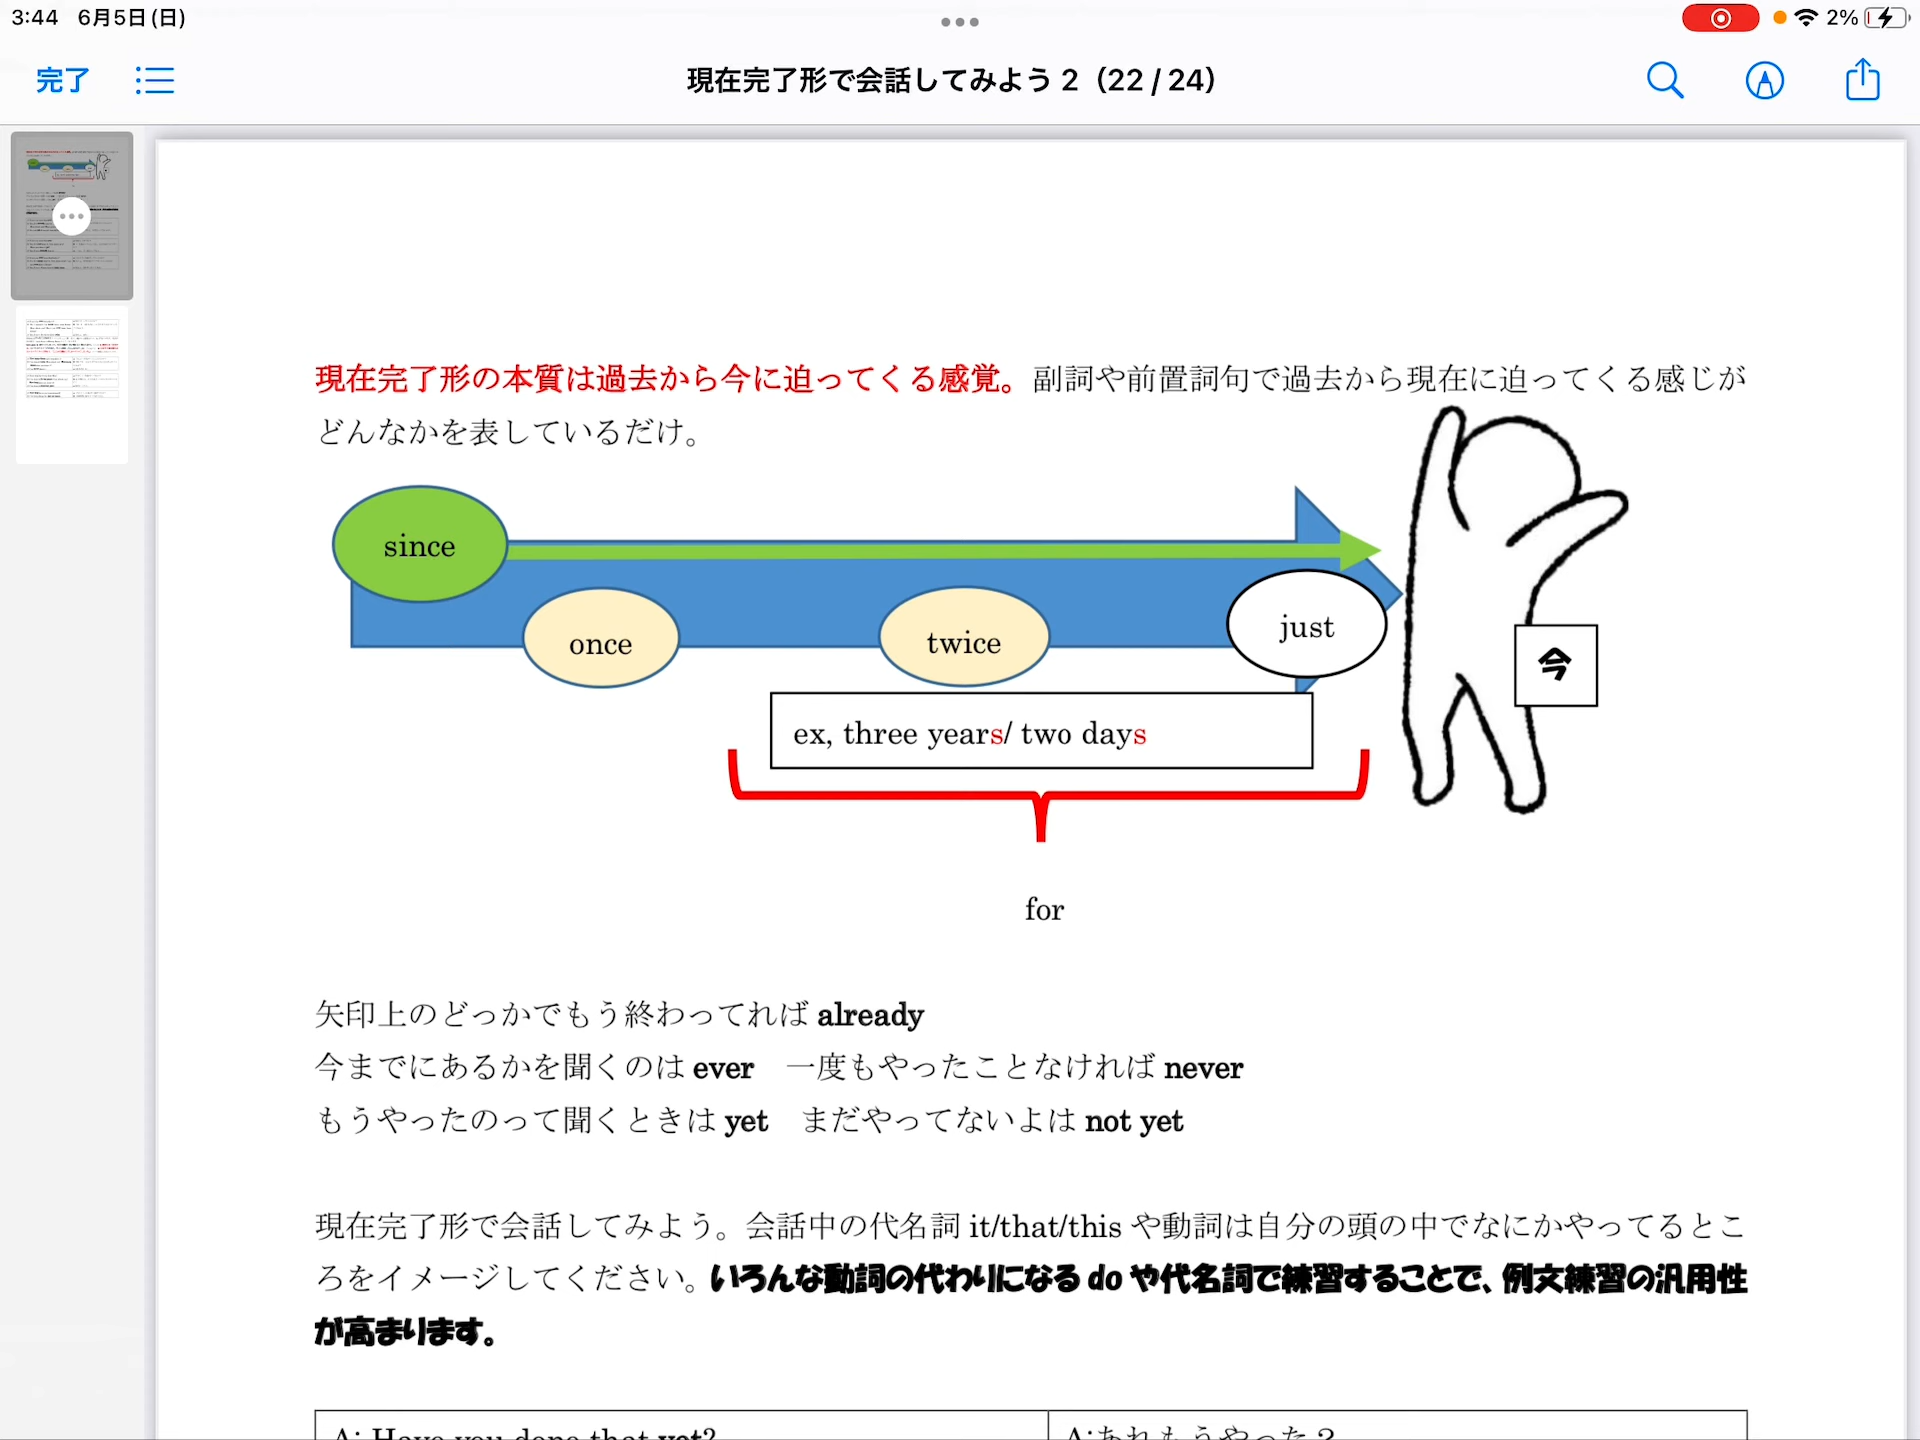 3:44 6月5日(日)
2%
完了
現在完了形で会話してみよう 2（22 / 24）
現在完了形の本質は過去から今に迫ってくる感覚。副詞や前置詞句で過去から現在に迫ってくる感じが
どんなかを表しているだけ。
since
once
twice
just
今
ex, three years/ two days
for
矢印上のどっかでもう終わってれば already
今までにあるかを聞くのは ever　一度もやったことなければ never
もうやったのって聞くときは yet　まだやってないよは not yet
現在完了形で会話してみよう。会話中の代名詞 it/that/this や動詞は自分の頭の中でなにかやってるとこ
ろをイメージしてください。いろんな動詞の代わりになる do や代名詞で練習することで、例文練習の汎用性
が高まります。
A: Have you done that yet?
A:あれもうやった？